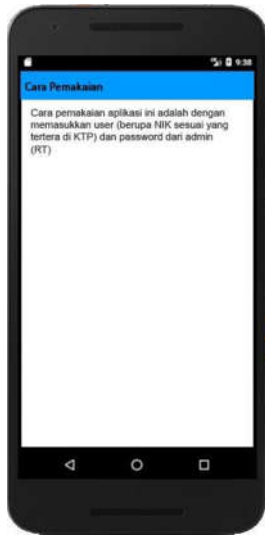 9:38
Cara Pemakaian
Cara pemakaian aplikasi ini adalah dengan
memasukkan user (berupa NIK sesuai yang
tertera di KTP) dan password dari admin
(RT)